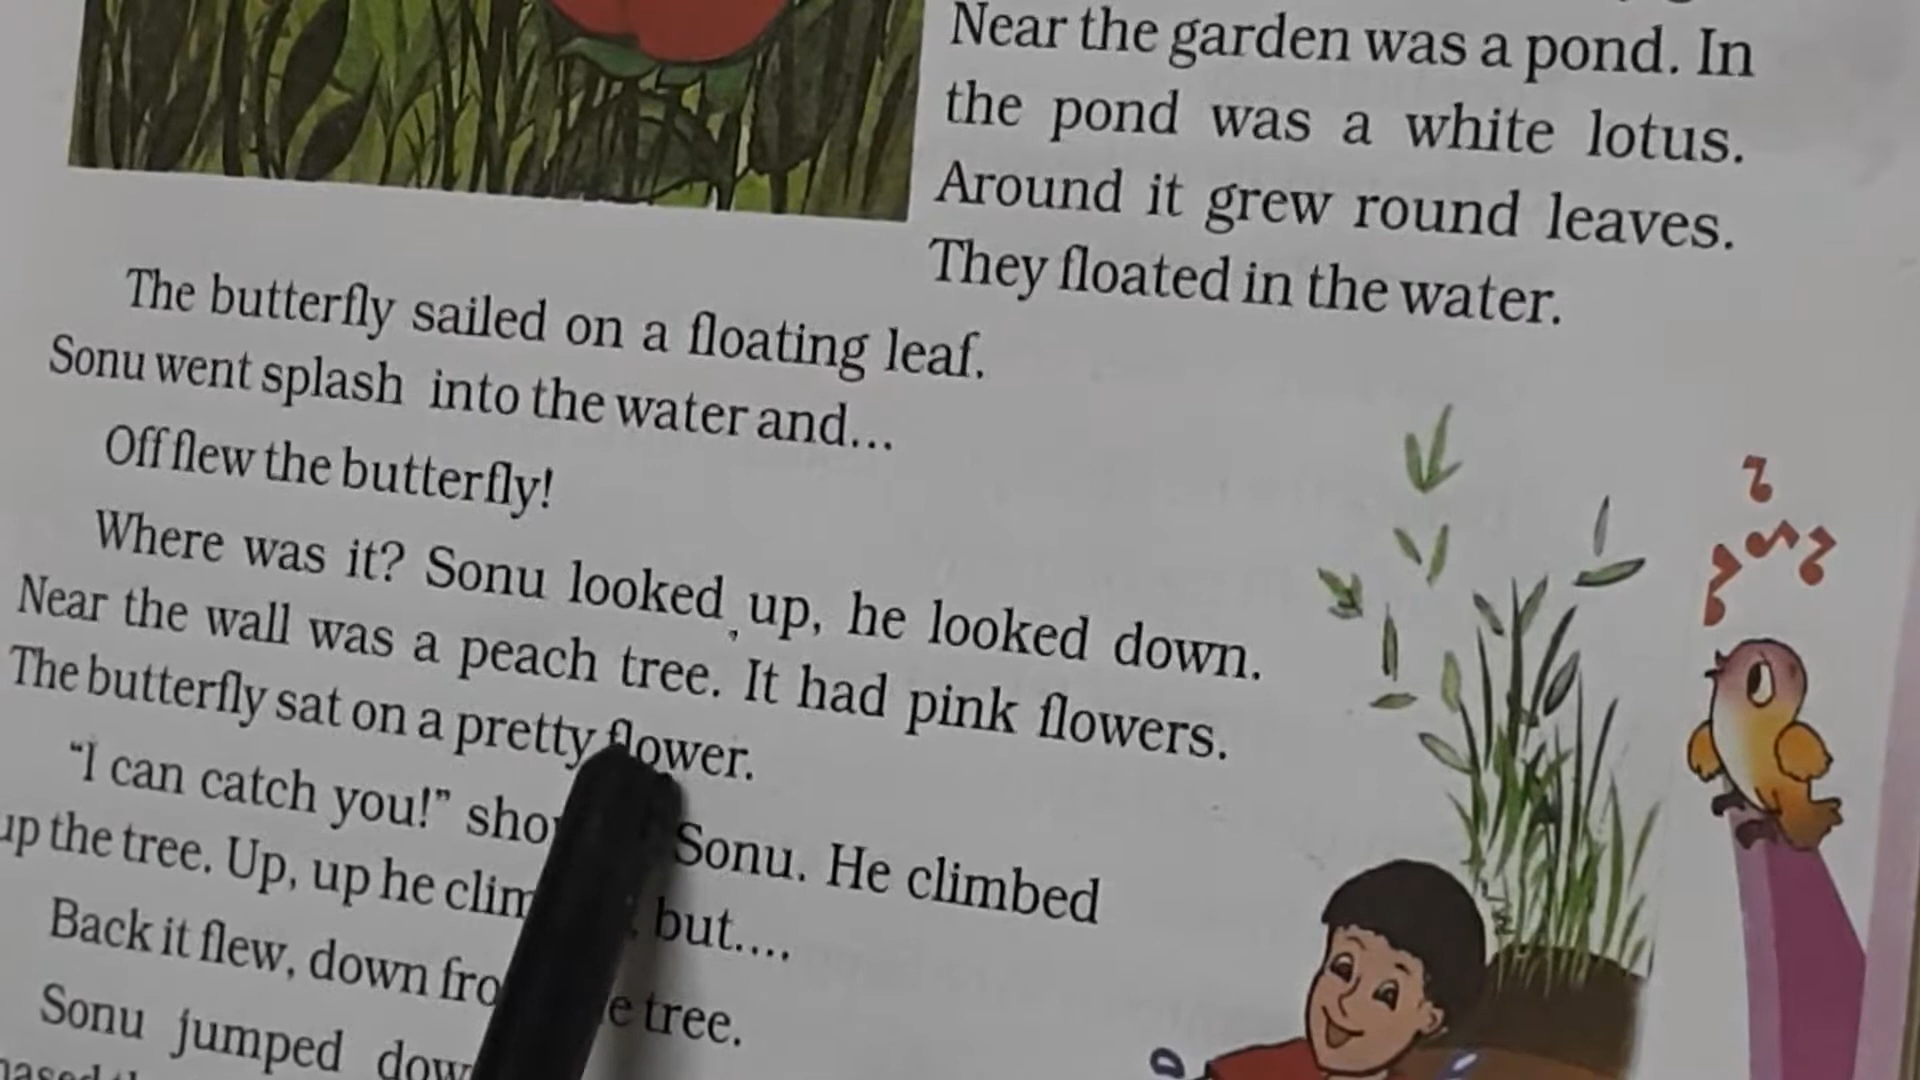 Near the garden was a pond. In
the pond was a white lotus.
Around it grew round leaves.
They floated in the water.
The butterfly sailed on a floating leaf.
Sonu went splash into the water and...
Off flew the butterfly!
Where was it? Sonu looked up, he looked down.
Near the wall was a peach tree. It had pink flowers.
The butterfly sat on a pretty flower.
“I can catch you!” Sonu. He climbed
up the tree. Up, up he but....
Back it flew, down tree.
Sonu jumped